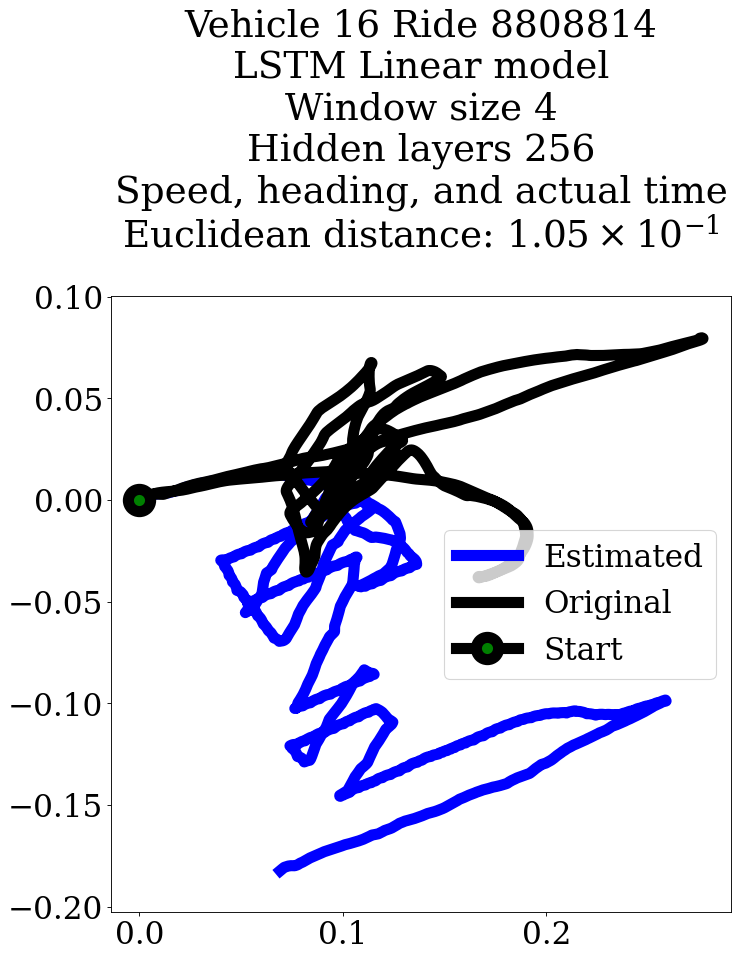 Vehicle 16 Ride 8808814
LSTM Linear model
Window size 4
Hidden layers 256
Speed, heading, and actual time
Euclidean distance: 1.05 × 10⁻¹
0.10
0.05
0.00
−0.05
−0.10
−0.15
−0.20
Estimated
Original
Start
0.0 0.1 0.2